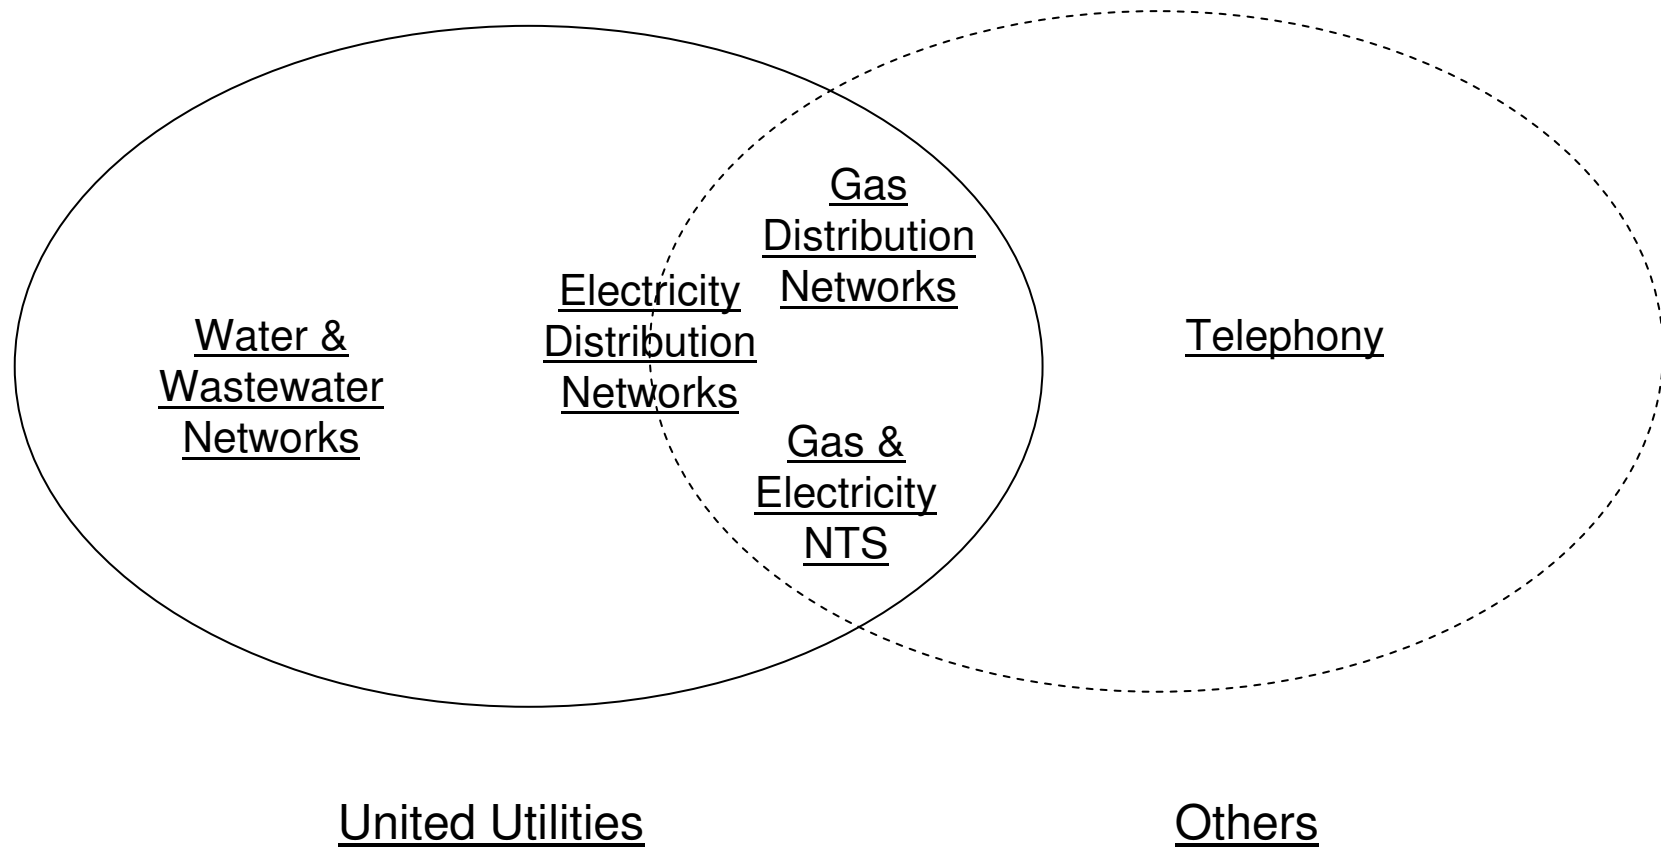 Gas
Distribution
Networks
Electricity
Distribution
Networks
Water &
Wastewater
Networks
Telephony
Gas &
Electricity
NTS
United Utilities
Others